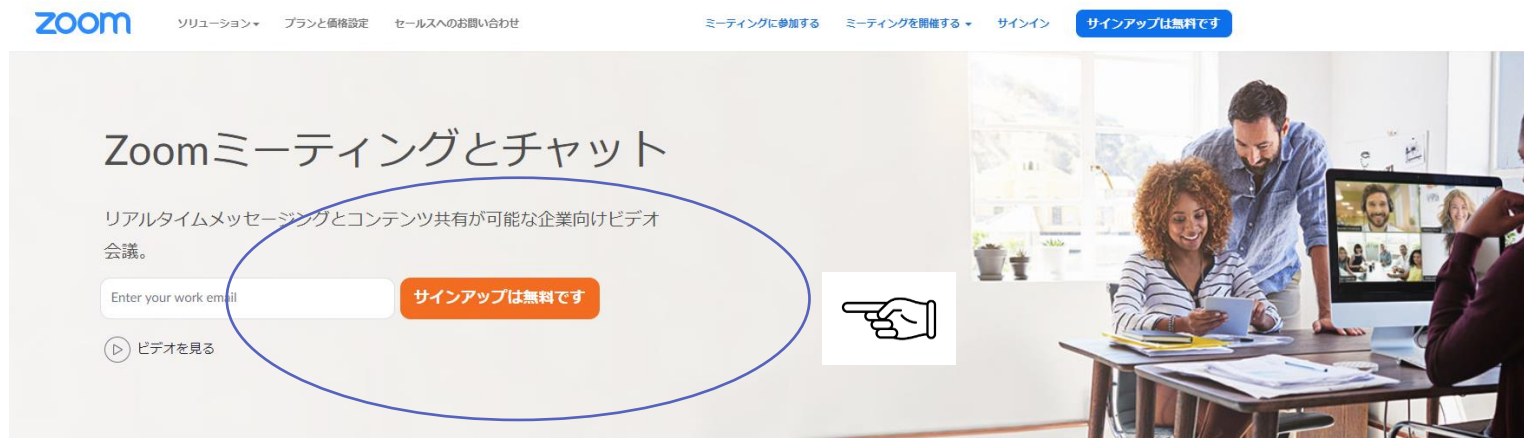 zoom ソリューション プランと価格設定 セールスへのお問い合わせ ミーティングに参加する ミーティングを開催する サインイン サインアップは無料です
Zoomミーティングとチャット
リアルタイムメッセージングとコンテンツ共有が可能な企業向けビデオ
会議。
Enter your work email サインアップは無料です
ビデオを見る